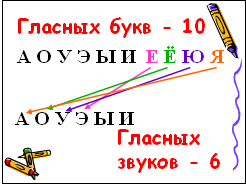 Гласных букв - 10
А О У Э Ы И Е Ё Ю Я
А О У Э Ы И
Гласных
звуков - 6